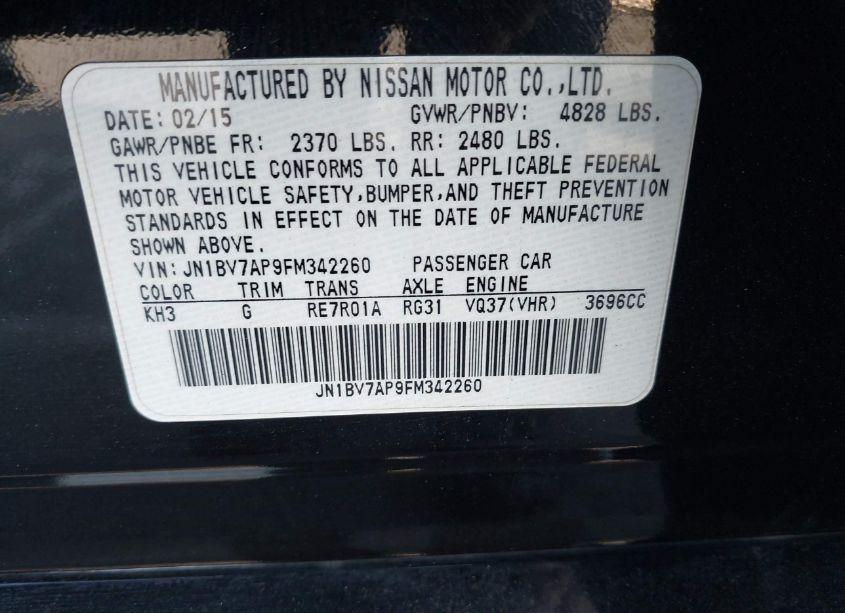 MANUFACTURED BY NISSAN MOTOR CO.,LTD.
DATE: 02/15 GVWR/PNBV: 4828 LBS.
GAWR/PNBE FR: 2370 LBS. RR: 2480 LBS.
THIS VEHICLE CONFORMS TO ALL APPLICABLE FEDERAL
MOTOR VEHICLE SAFETY,BUMPER,AND THEFT PREVENTION
STANDARDS IN EFFECT ON THE DATE OF MANUFACTURE
SHOWN ABOVE.
VIN: JN1BV7AP9FM342260 PASSENGER CAR
COLOR TRIM TRANS AXLE ENGINE
KH3 G RE7R01A RG31 VQ37(VHR) 3696CC
JN1BV7AP9FM342260